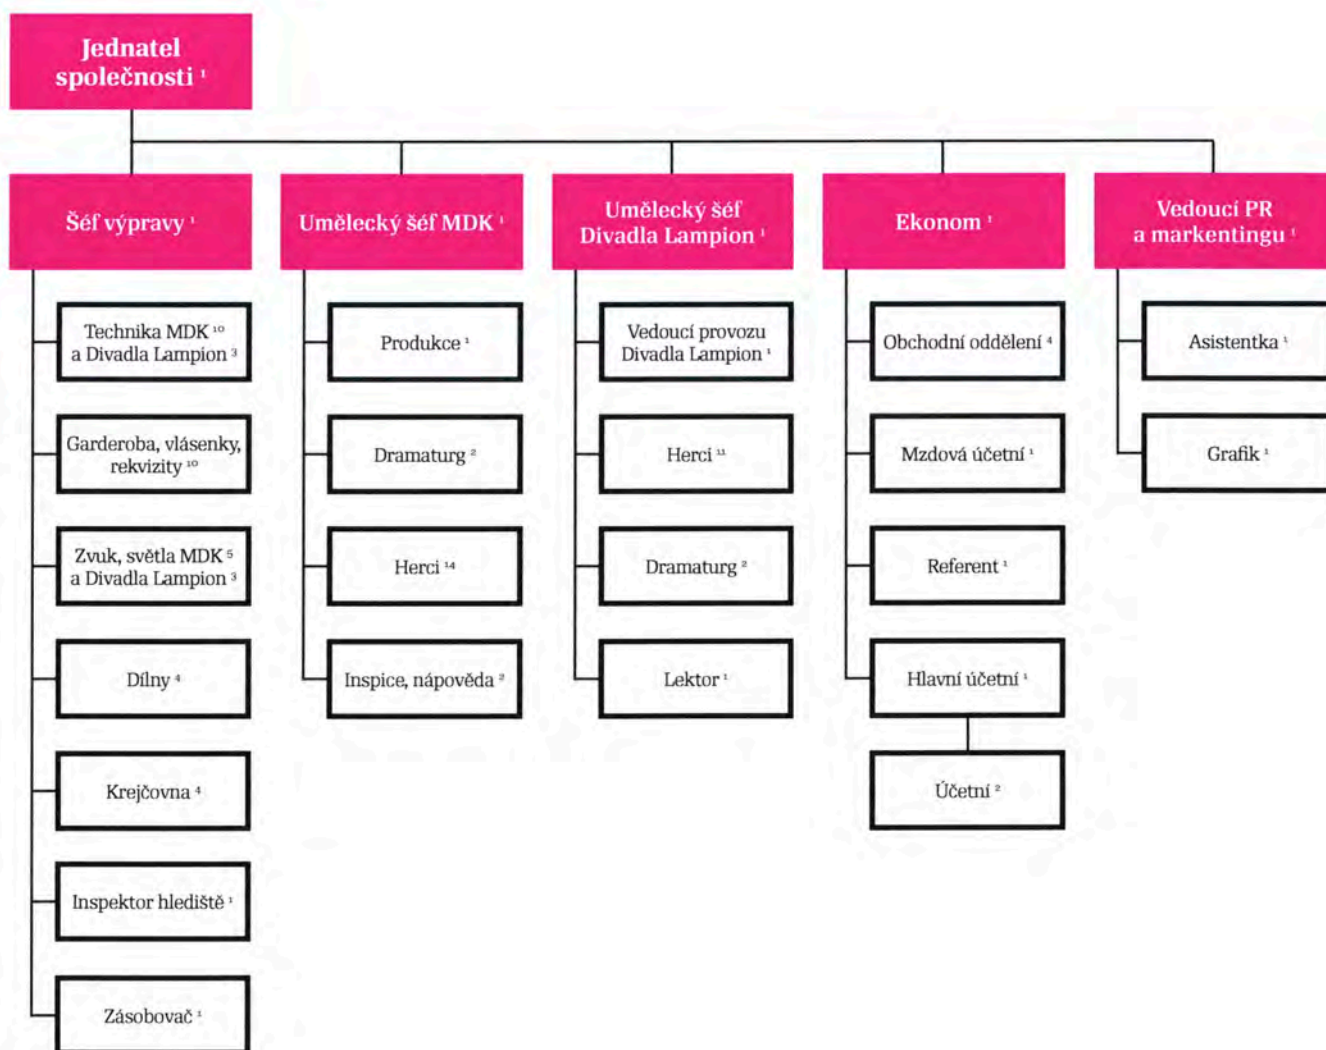 Jednatel
společnosti ¹
Šéf výpravy ¹
Umělecký šéf MDK ¹
Umělecký šéf
Divadla Lampion ¹
Ekonom ¹
Vedoucí PR
a markentingu ¹
Technika MDK ¹⁰
a Divadla Lampion ³
Garderoba, vlásenky,
rekvizity ¹⁰
Zvuk, světla MDK ⁵
a Divadla Lampion ³
Dílny ⁴
Krejčovna ⁴
Inspektor hlediště ¹
Zásobovač ¹
Produkce ¹
Dramaturg ²
Herci ¹⁴
Inspice, nápověda ²
Vedoucí provozu
Divadla Lampion ¹
Herci ¹¹
Dramaturg ²
Lektor ¹
Obchodní oddělení ⁴
Mzdová účetní ¹
Referent ¹
Hlavní účetní ¹
Účetní ²
Asistentka ¹
Grafik ¹